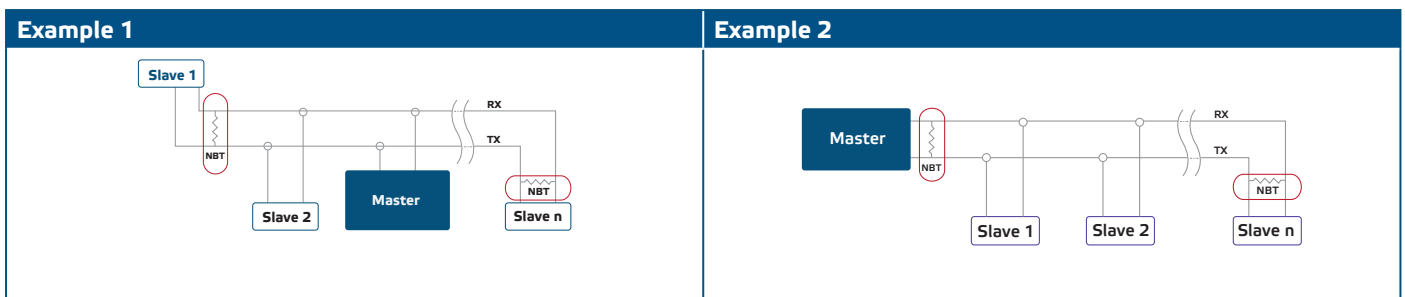 Example 1
Slave 1
RX
TX
NBT
NBT
Master
Slave 2
Slave n
Example 2
Master
RX
TX
NBT
NBT
Slave 1
Slave 2
Slave n